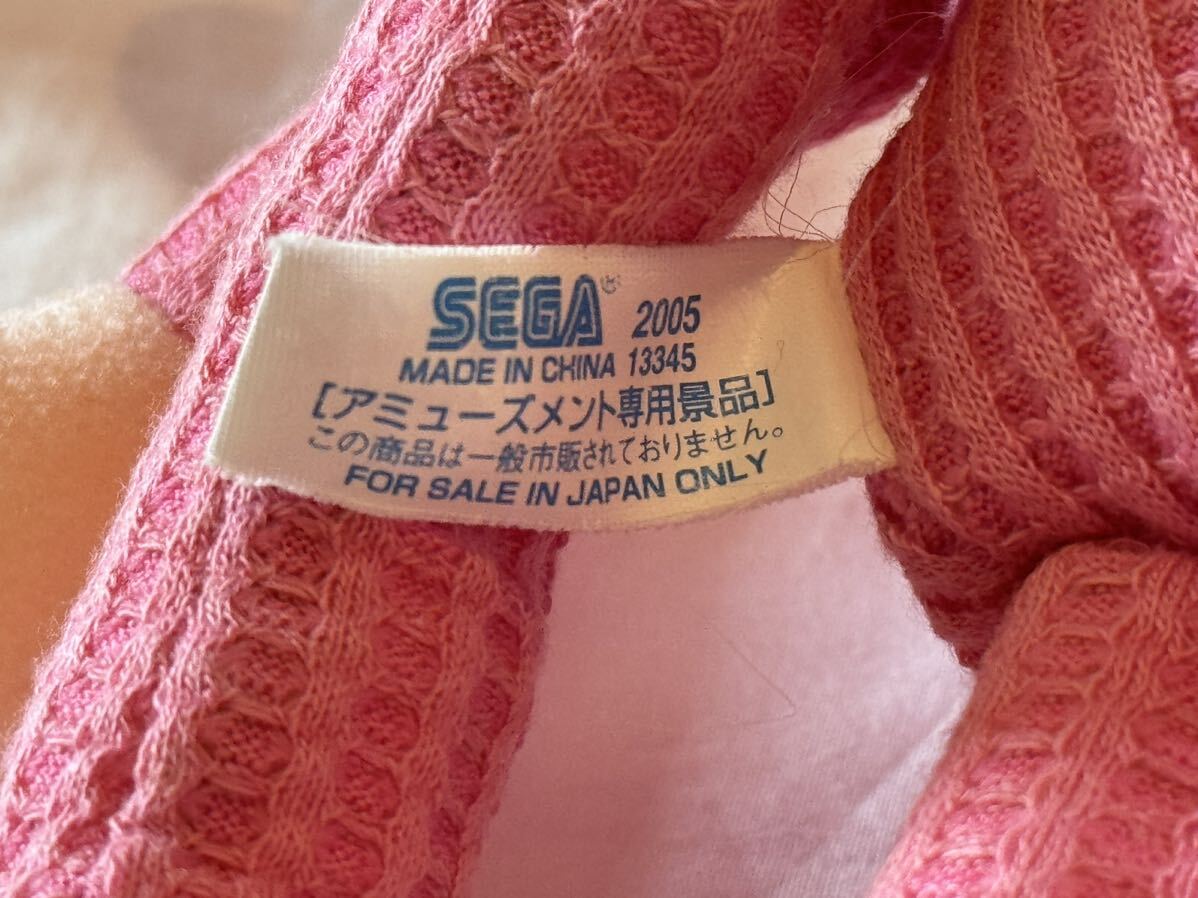 SEGA® 2005
MADE IN CHINA 13345
[アミューズメント専用景品]
この商品は一般市販されておりません。
FOR SALE IN JAPAN ONLY